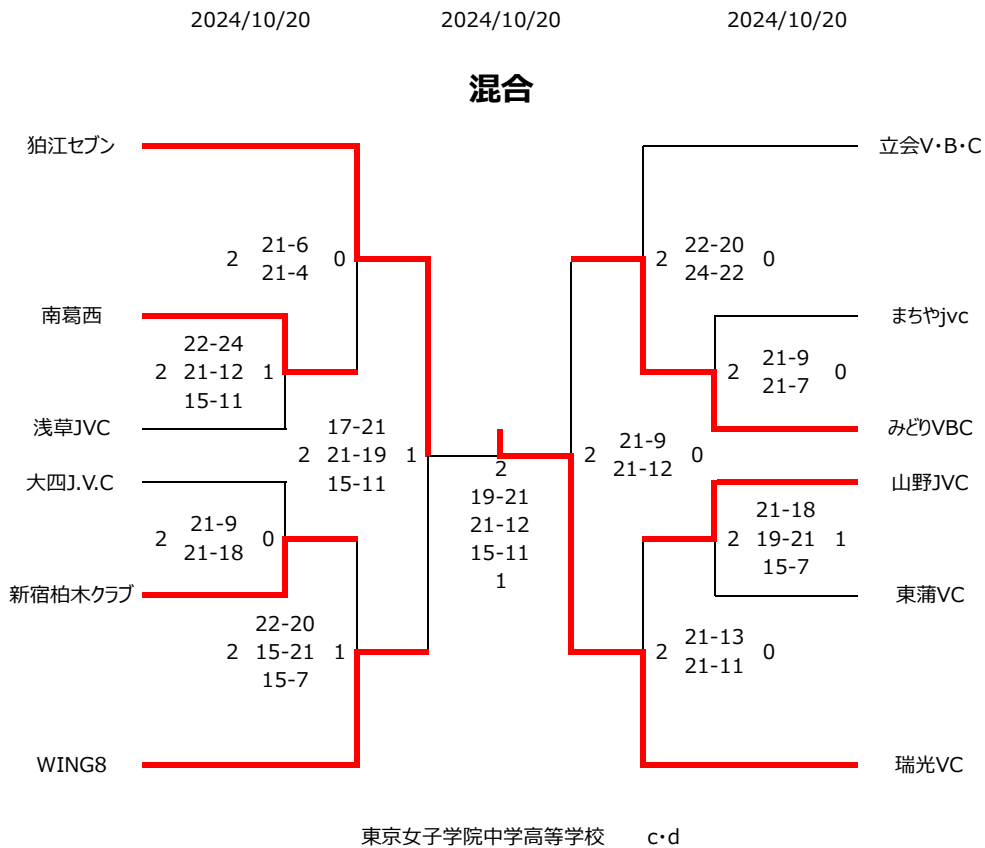 2024/10/20 2024/10/20 2024/10/20
混合
狛江セブン
立会V・B・C
2 21-6 0
21-4
2 22-20 0
24-22
南葛西
まちやjvc
22-24
2 21-12 1
15-11
2 21-9 0
21-7
浅草JVC
みどりVBC
17-21
2 21-19 1
15-11
2 21-9 0
21-12
2
19-21
21-12
15-11
1
大四J.V.C
山野JVC
2 21-9 0
21-18
21-18
2 19-21 1
15-7
新宿柏木クラブ
東蒲VC
22-20
2 15-21 1
15-7
2 21-13 0
21-11
WING8
瑞光VC
東京女子学院中学高等学校 c・d